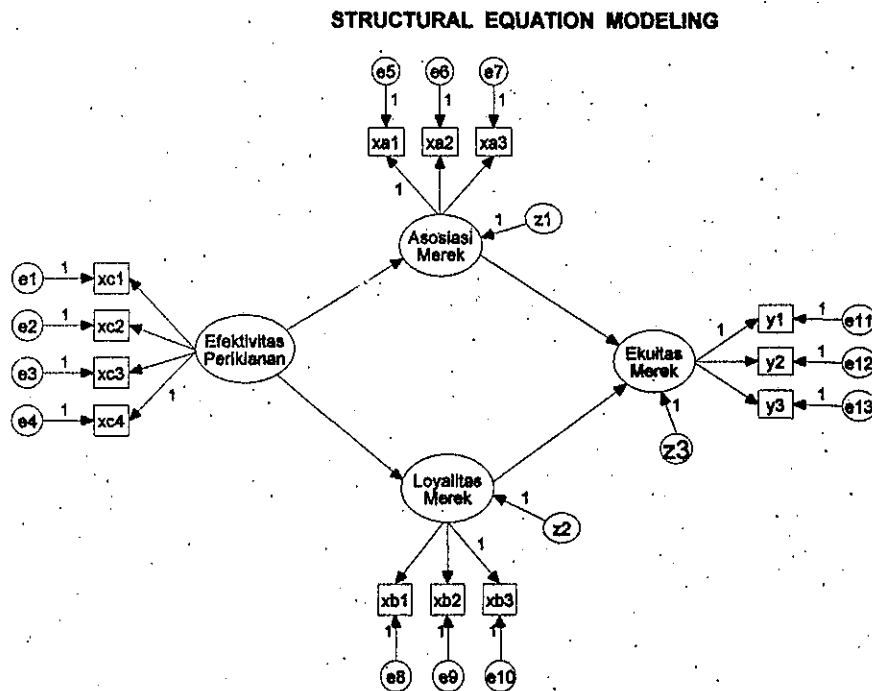 STRUCTURAL EQUATION MODELING
e5 e6 e7
1 1 1
xa1 xa2 xa3
1
1 z1
Asosiasi
Merek
e1 1 xc1
e2 1 xc2
e3 1 xc3
1
e4 1 xc4
Efektivitas
Periklanan
Ekuitas
Merek
1 y1 1 e11
y2 1 e12
y3 1 e13
1
z3
Loyalitas
Merek
1
z2
1
xb1 xb2 xb3
1 1 1
e8 e9 e10